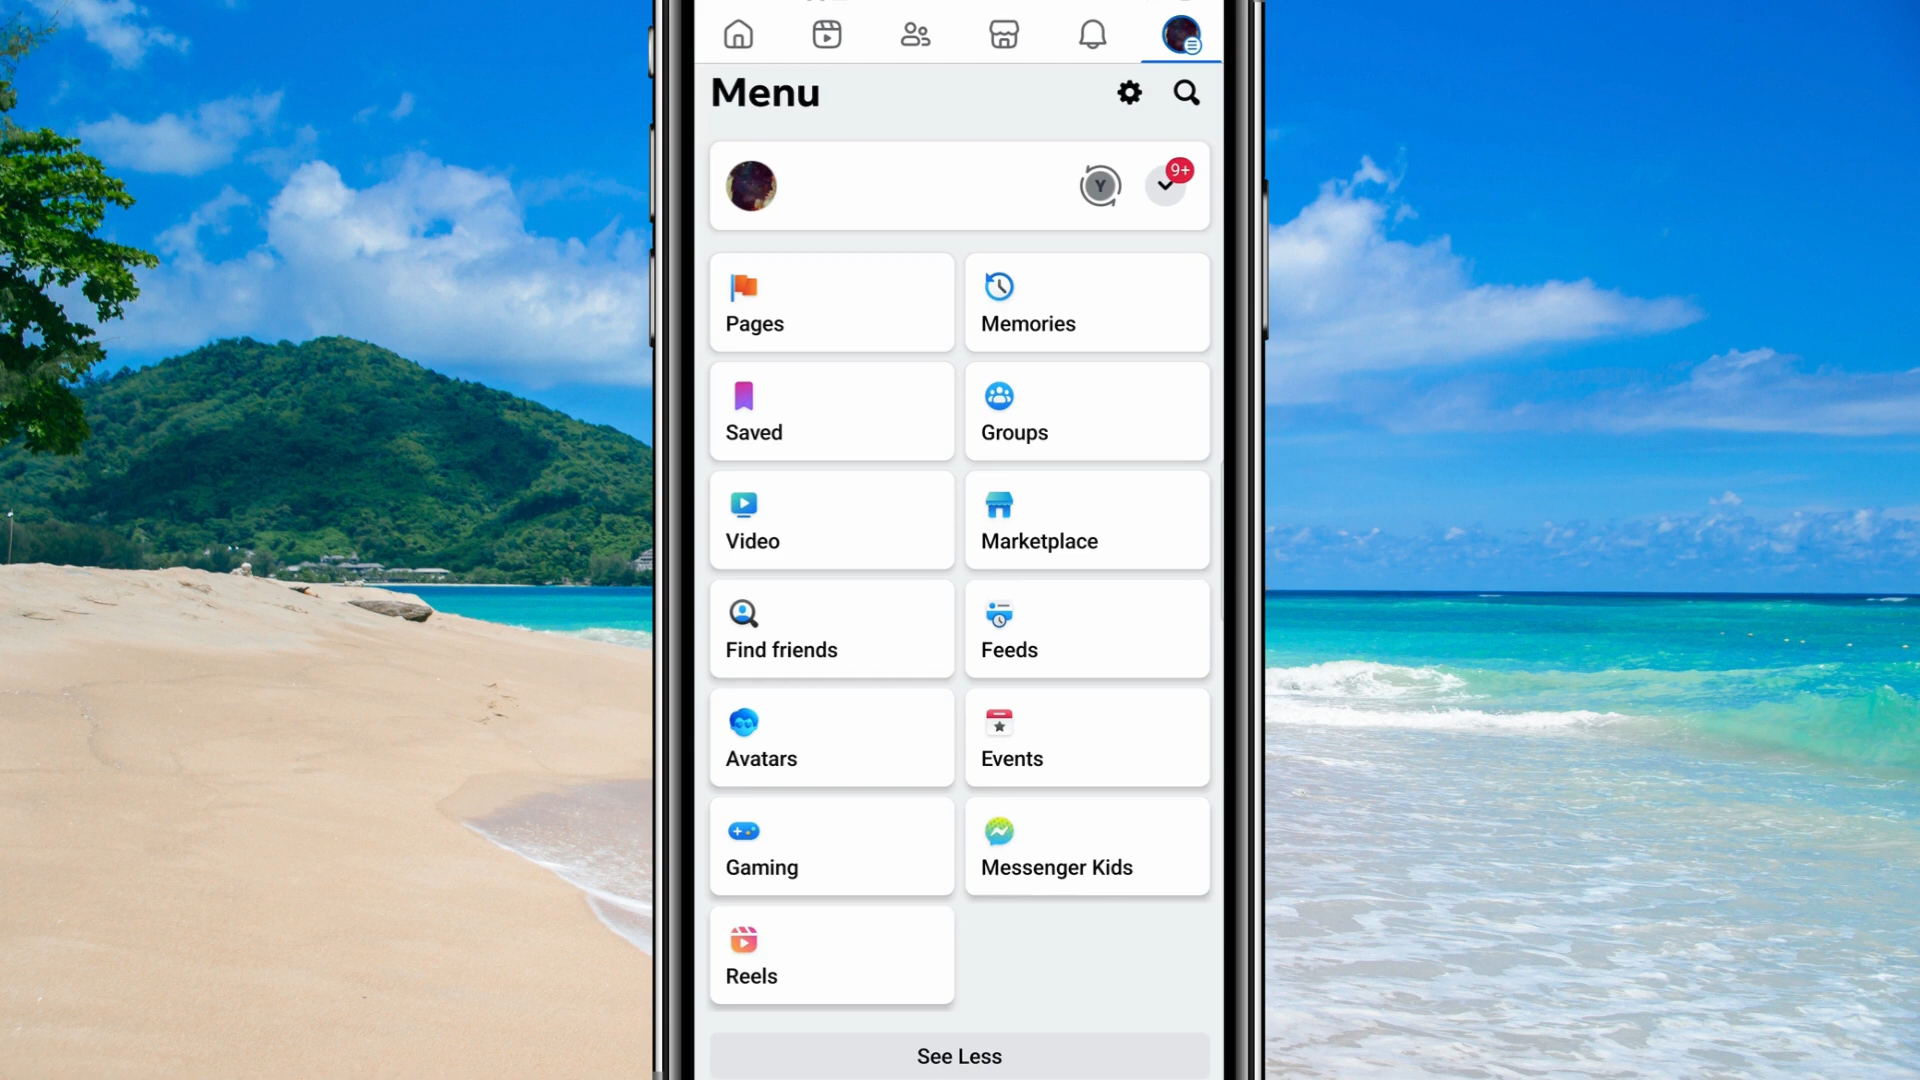 Menu
Y
9+
Pages
Memories
Saved
Groups
Video
Marketplace
Find friends
Feeds
Avatars
Events
Gaming
Messenger Kids
Reels
See Less